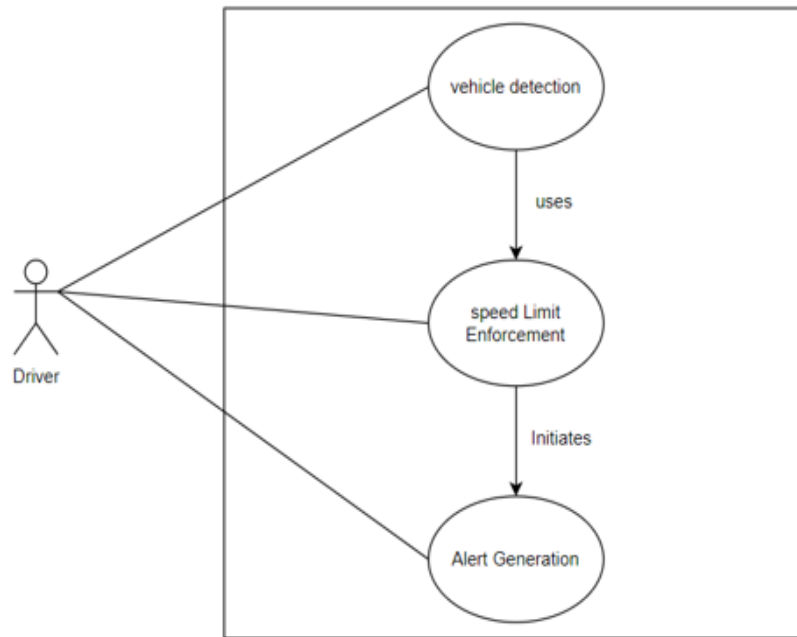 vehicle detection
uses
speed Limit
Enforcement
Driver
Initiates
Alert Generation